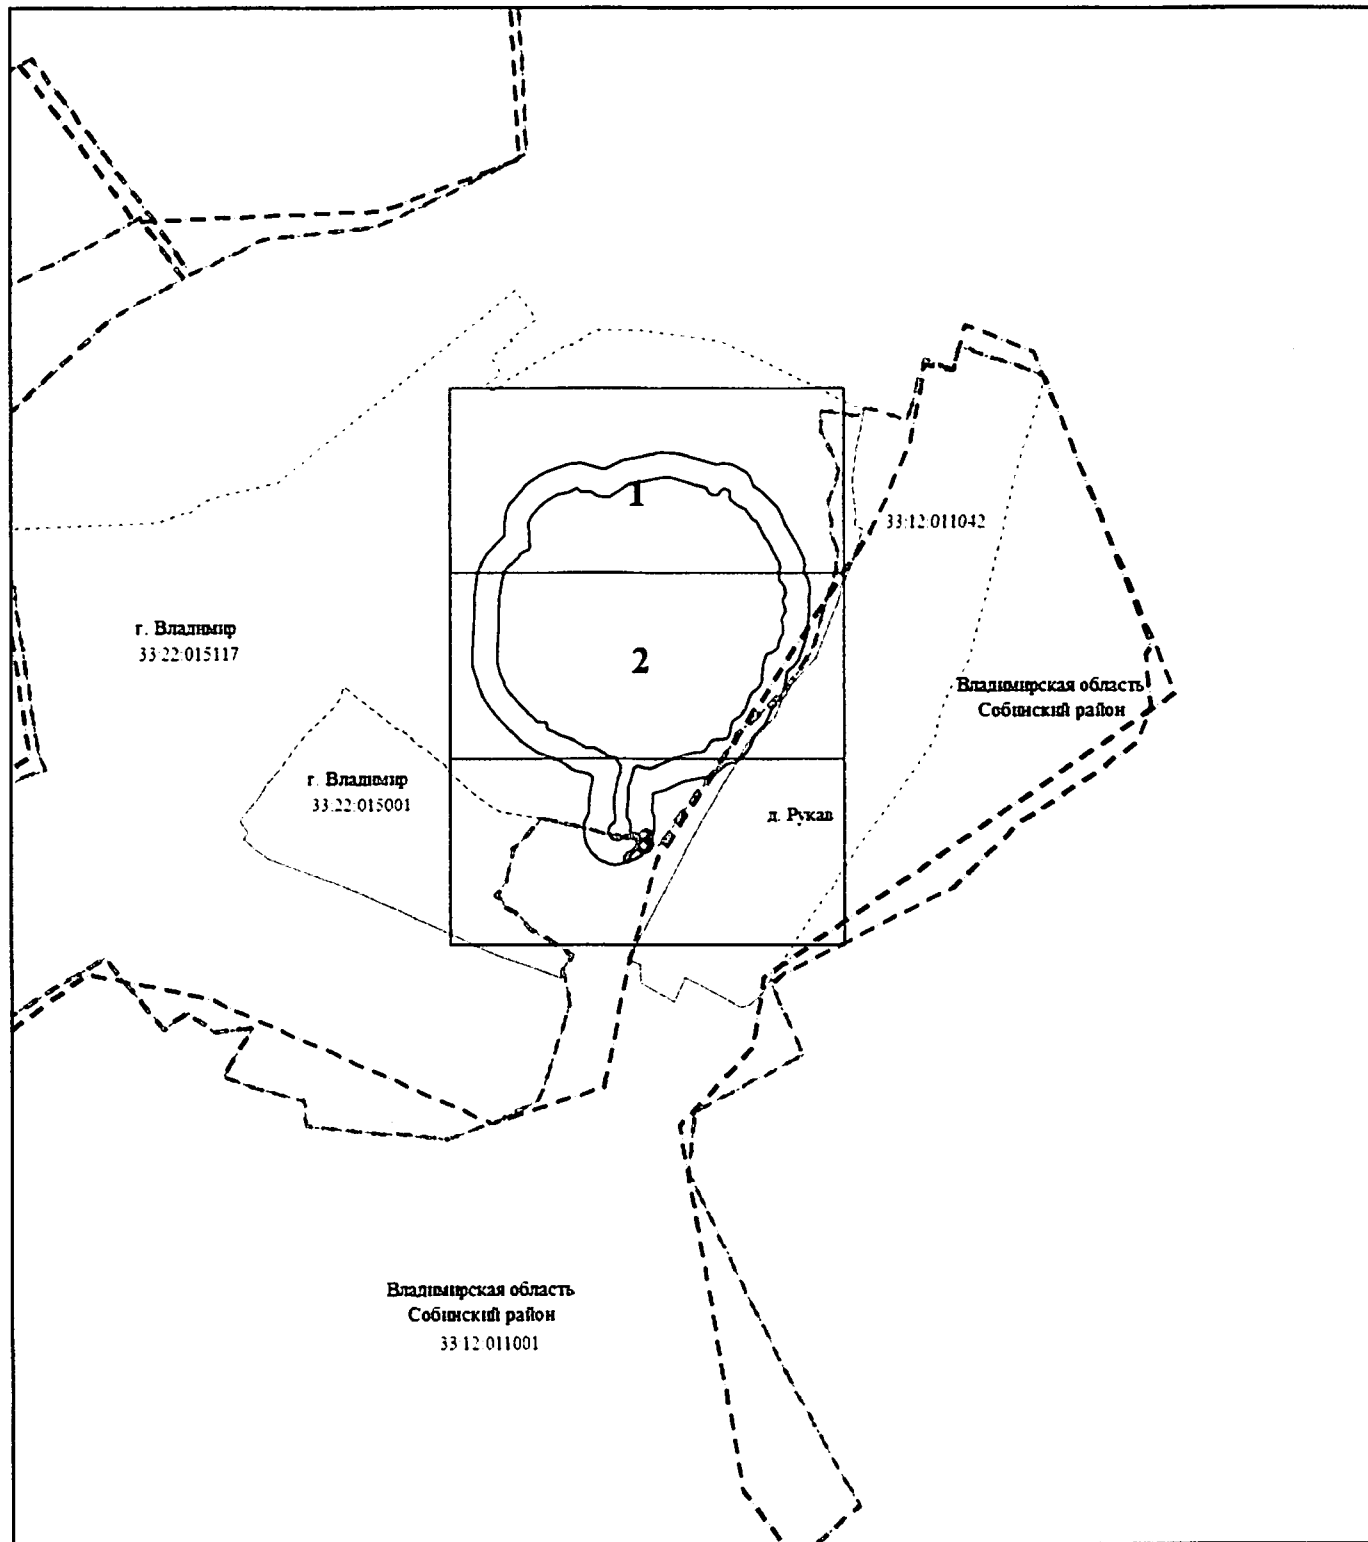 1
33:12:011042
г. Владимир
33:22:015117
2
Владимирская область
Собинский район
г. Владимир
33:22:015001
д. Рукав
Владимирская область
Собинский район
33:12:011001